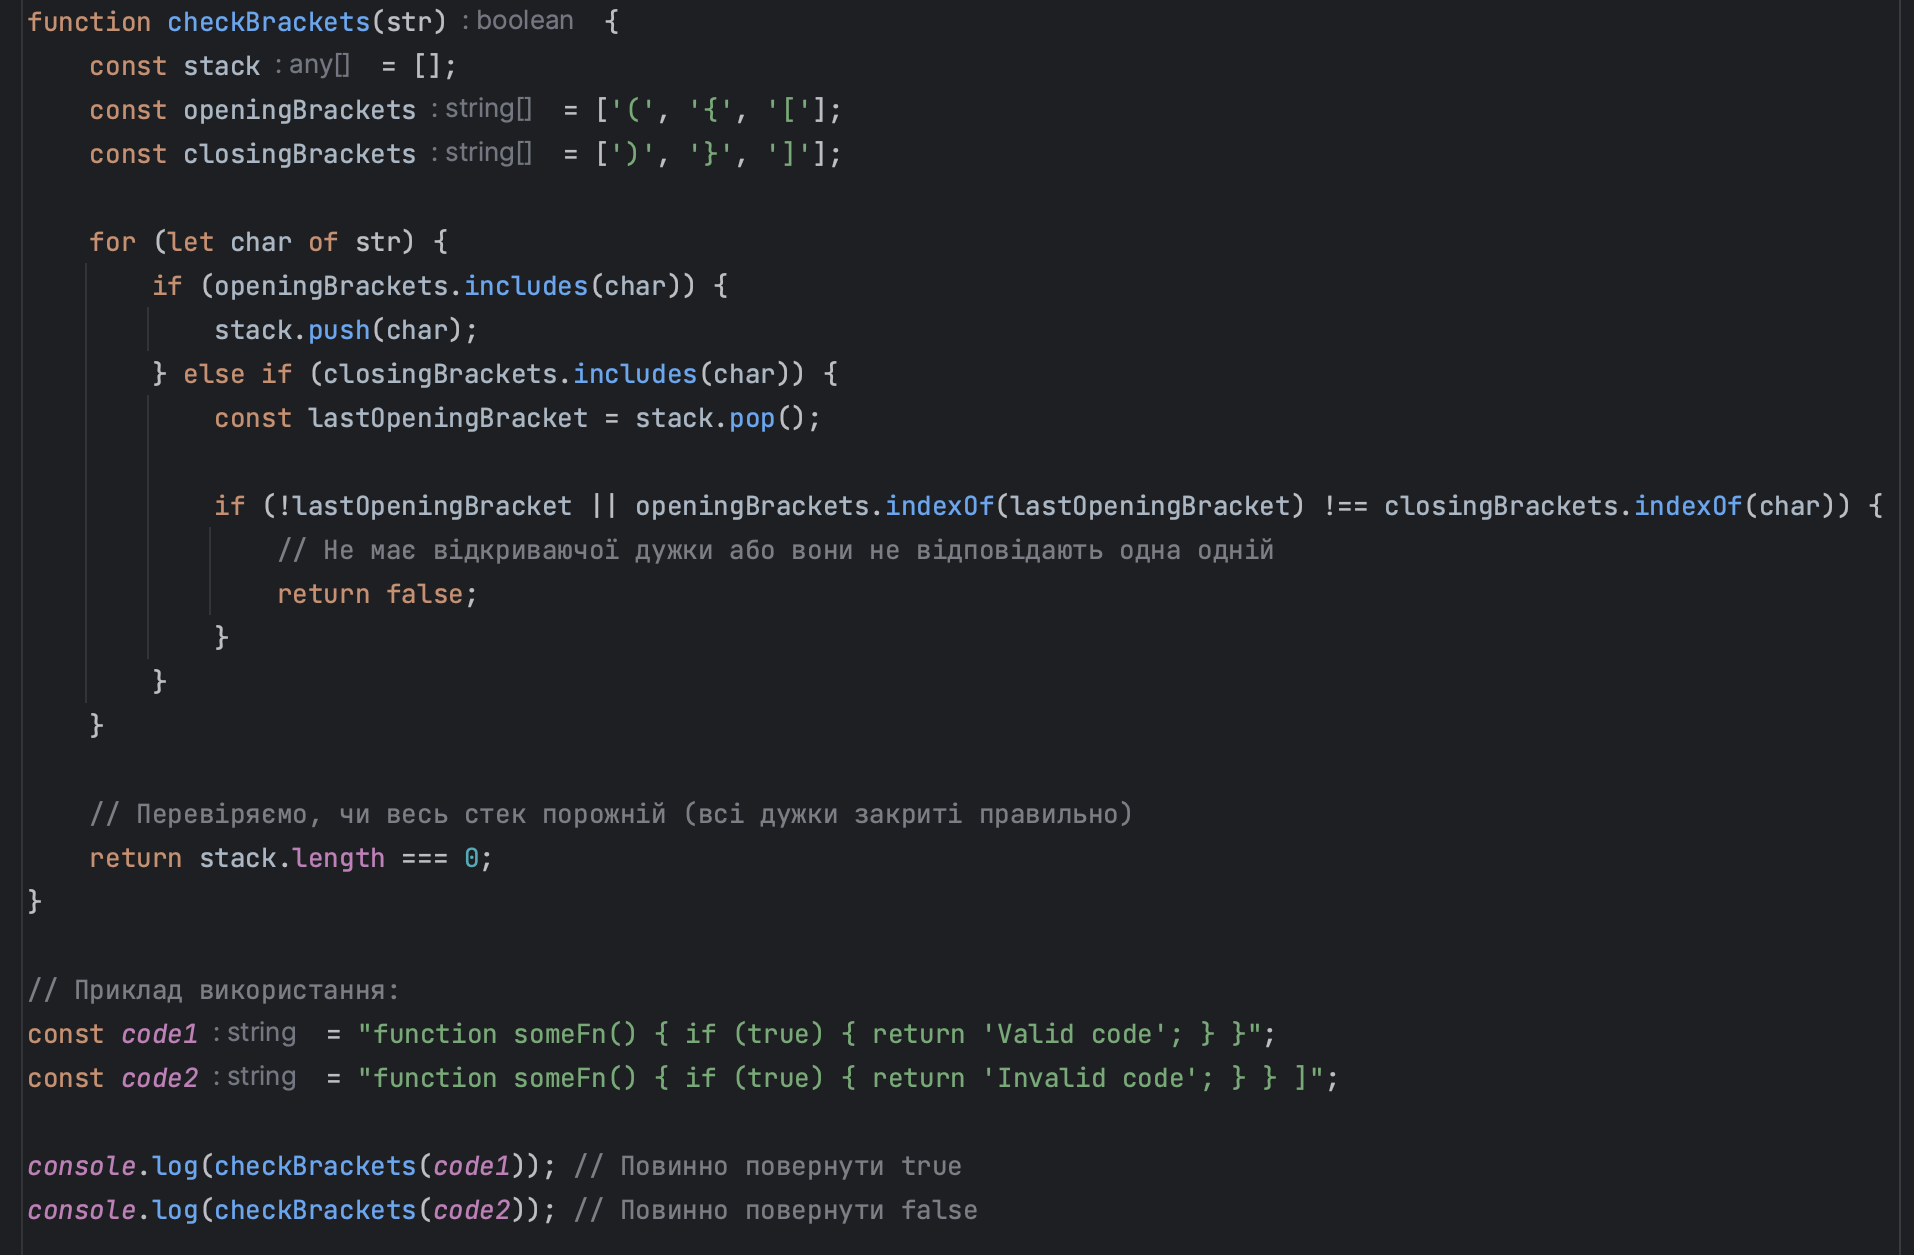 function checkBrackets(str) : boolean {
    const stack : any[] = [];
    const openingBrackets : string[] = ['(', '{', '['];
    const closingBrackets : string[] = [')', '}', ']'];

    for (let char of str) {
        if (openingBrackets.includes(char)) {
            stack.push(char);
        } else if (closingBrackets.includes(char)) {
            const lastOpeningBracket = stack.pop();

            if (!lastOpeningBracket || openingBrackets.indexOf(lastOpeningBracket) !== closingBrackets.indexOf(char)) {
                // Не має відкриваючої дужки або вони не відповідають одна одній
                return false;
            }
        }
    }

    // Перевіряємо, чи весь стек порожній (всі дужки закриті правильно)
    return stack.length === 0;
}

// Приклад використання:
const code1 : string = "function someFn() { if (true) { return 'Valid code'; } }";
const code2 : string = "function someFn() { if (true) { return 'Invalid code'; } } ]";

console.log(checkBrackets(code1)); // Повинно повернути true
console.log(checkBrackets(code2)); // Повинно повернути false